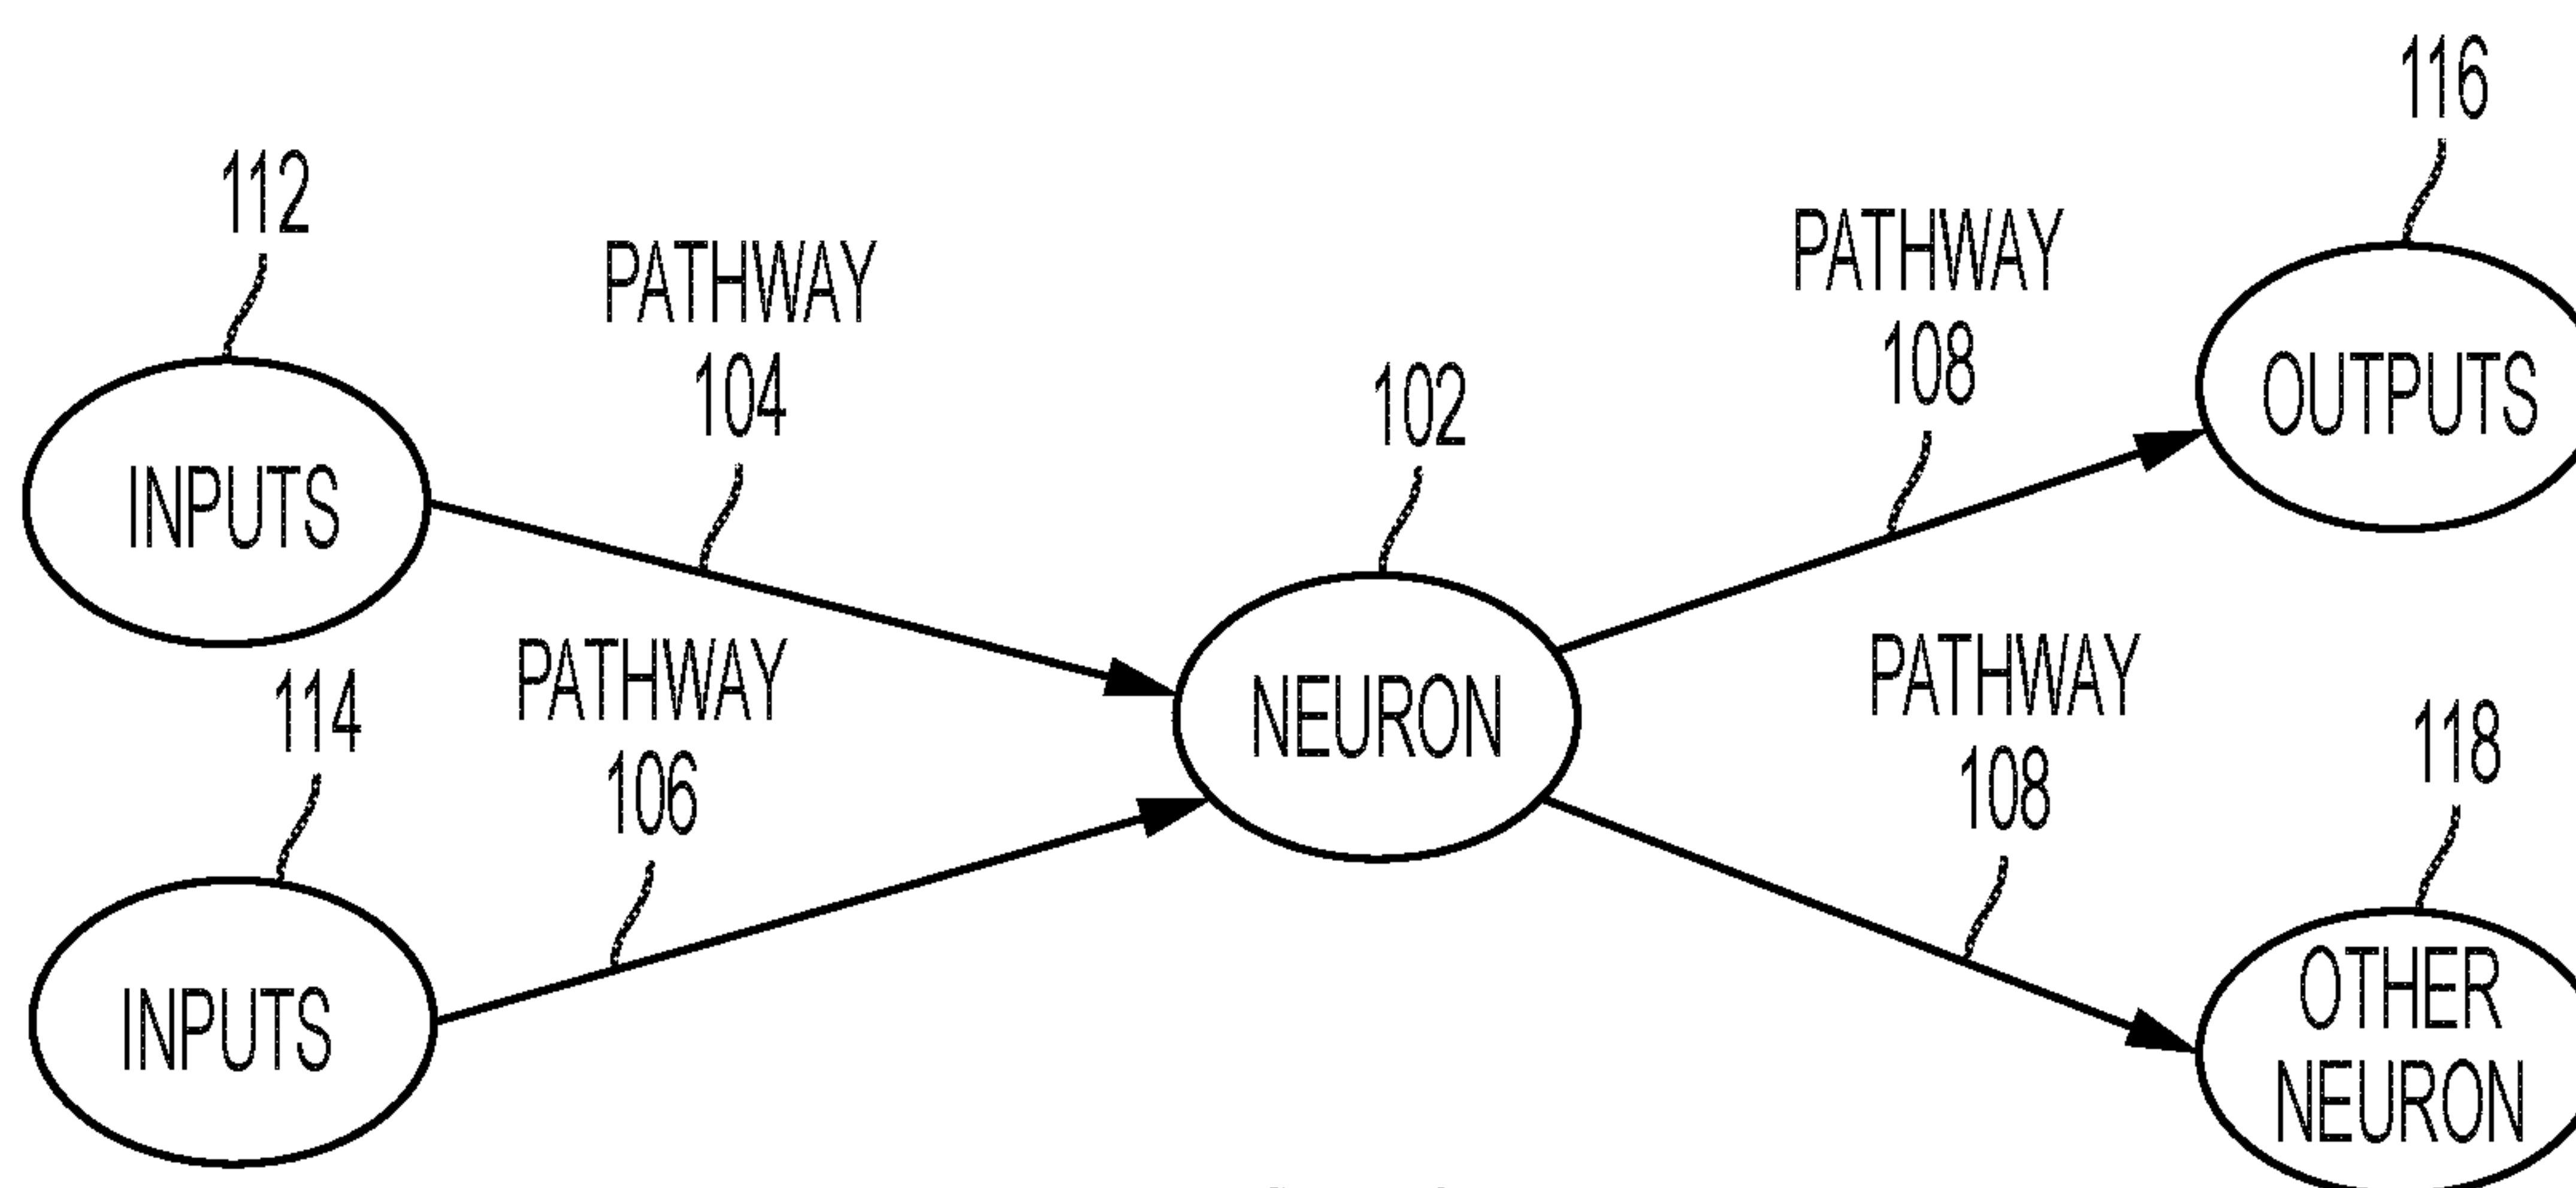 116
112
PATHWAY
108
PATHWAY
104
102
OUTPUTS
INPUTS
PATHWAY
106
114
NEURON
PATHWAY
108
118
INPUTS
OTHER
NEURON